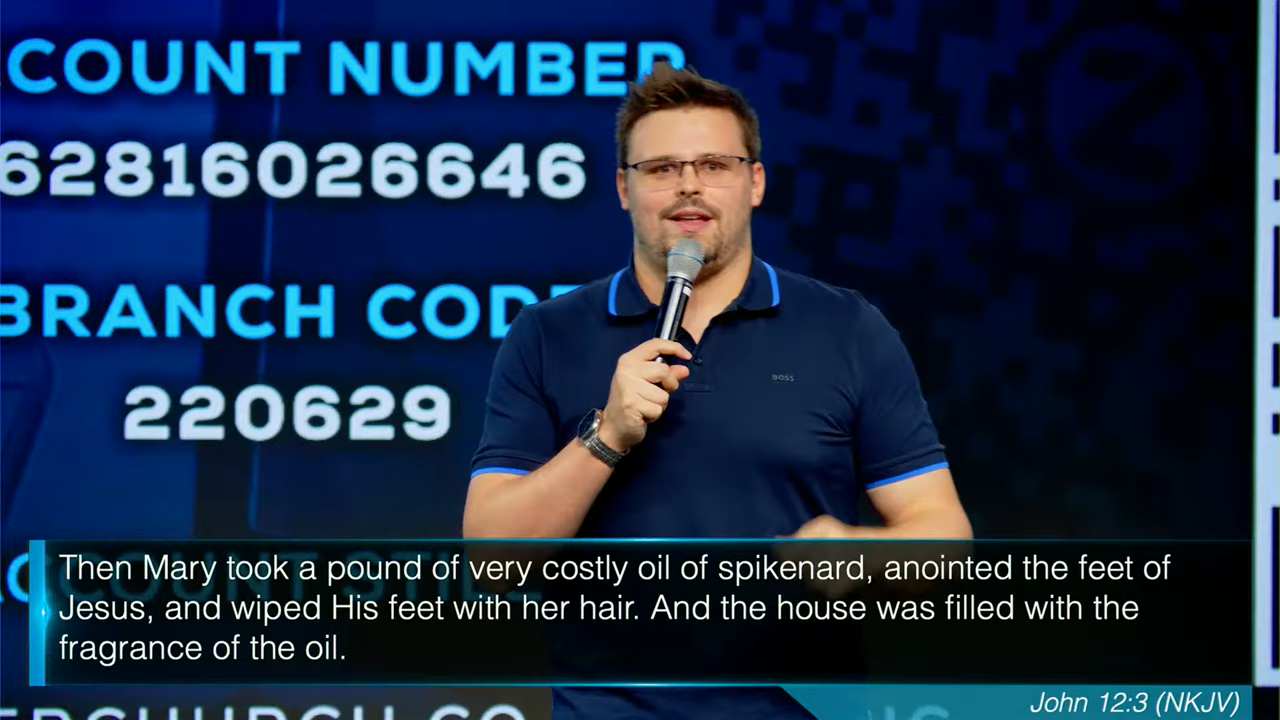 COUNT NUMBER
62816026646
BRANCH CODE
220629
BOSS
Then Mary took a pound of very costly oil of spikenard, anointed the feet of
Jesus, and wiped His feet with her hair. And the house was filled with the
fragrance of the oil.
John 12:3 (NKJV)